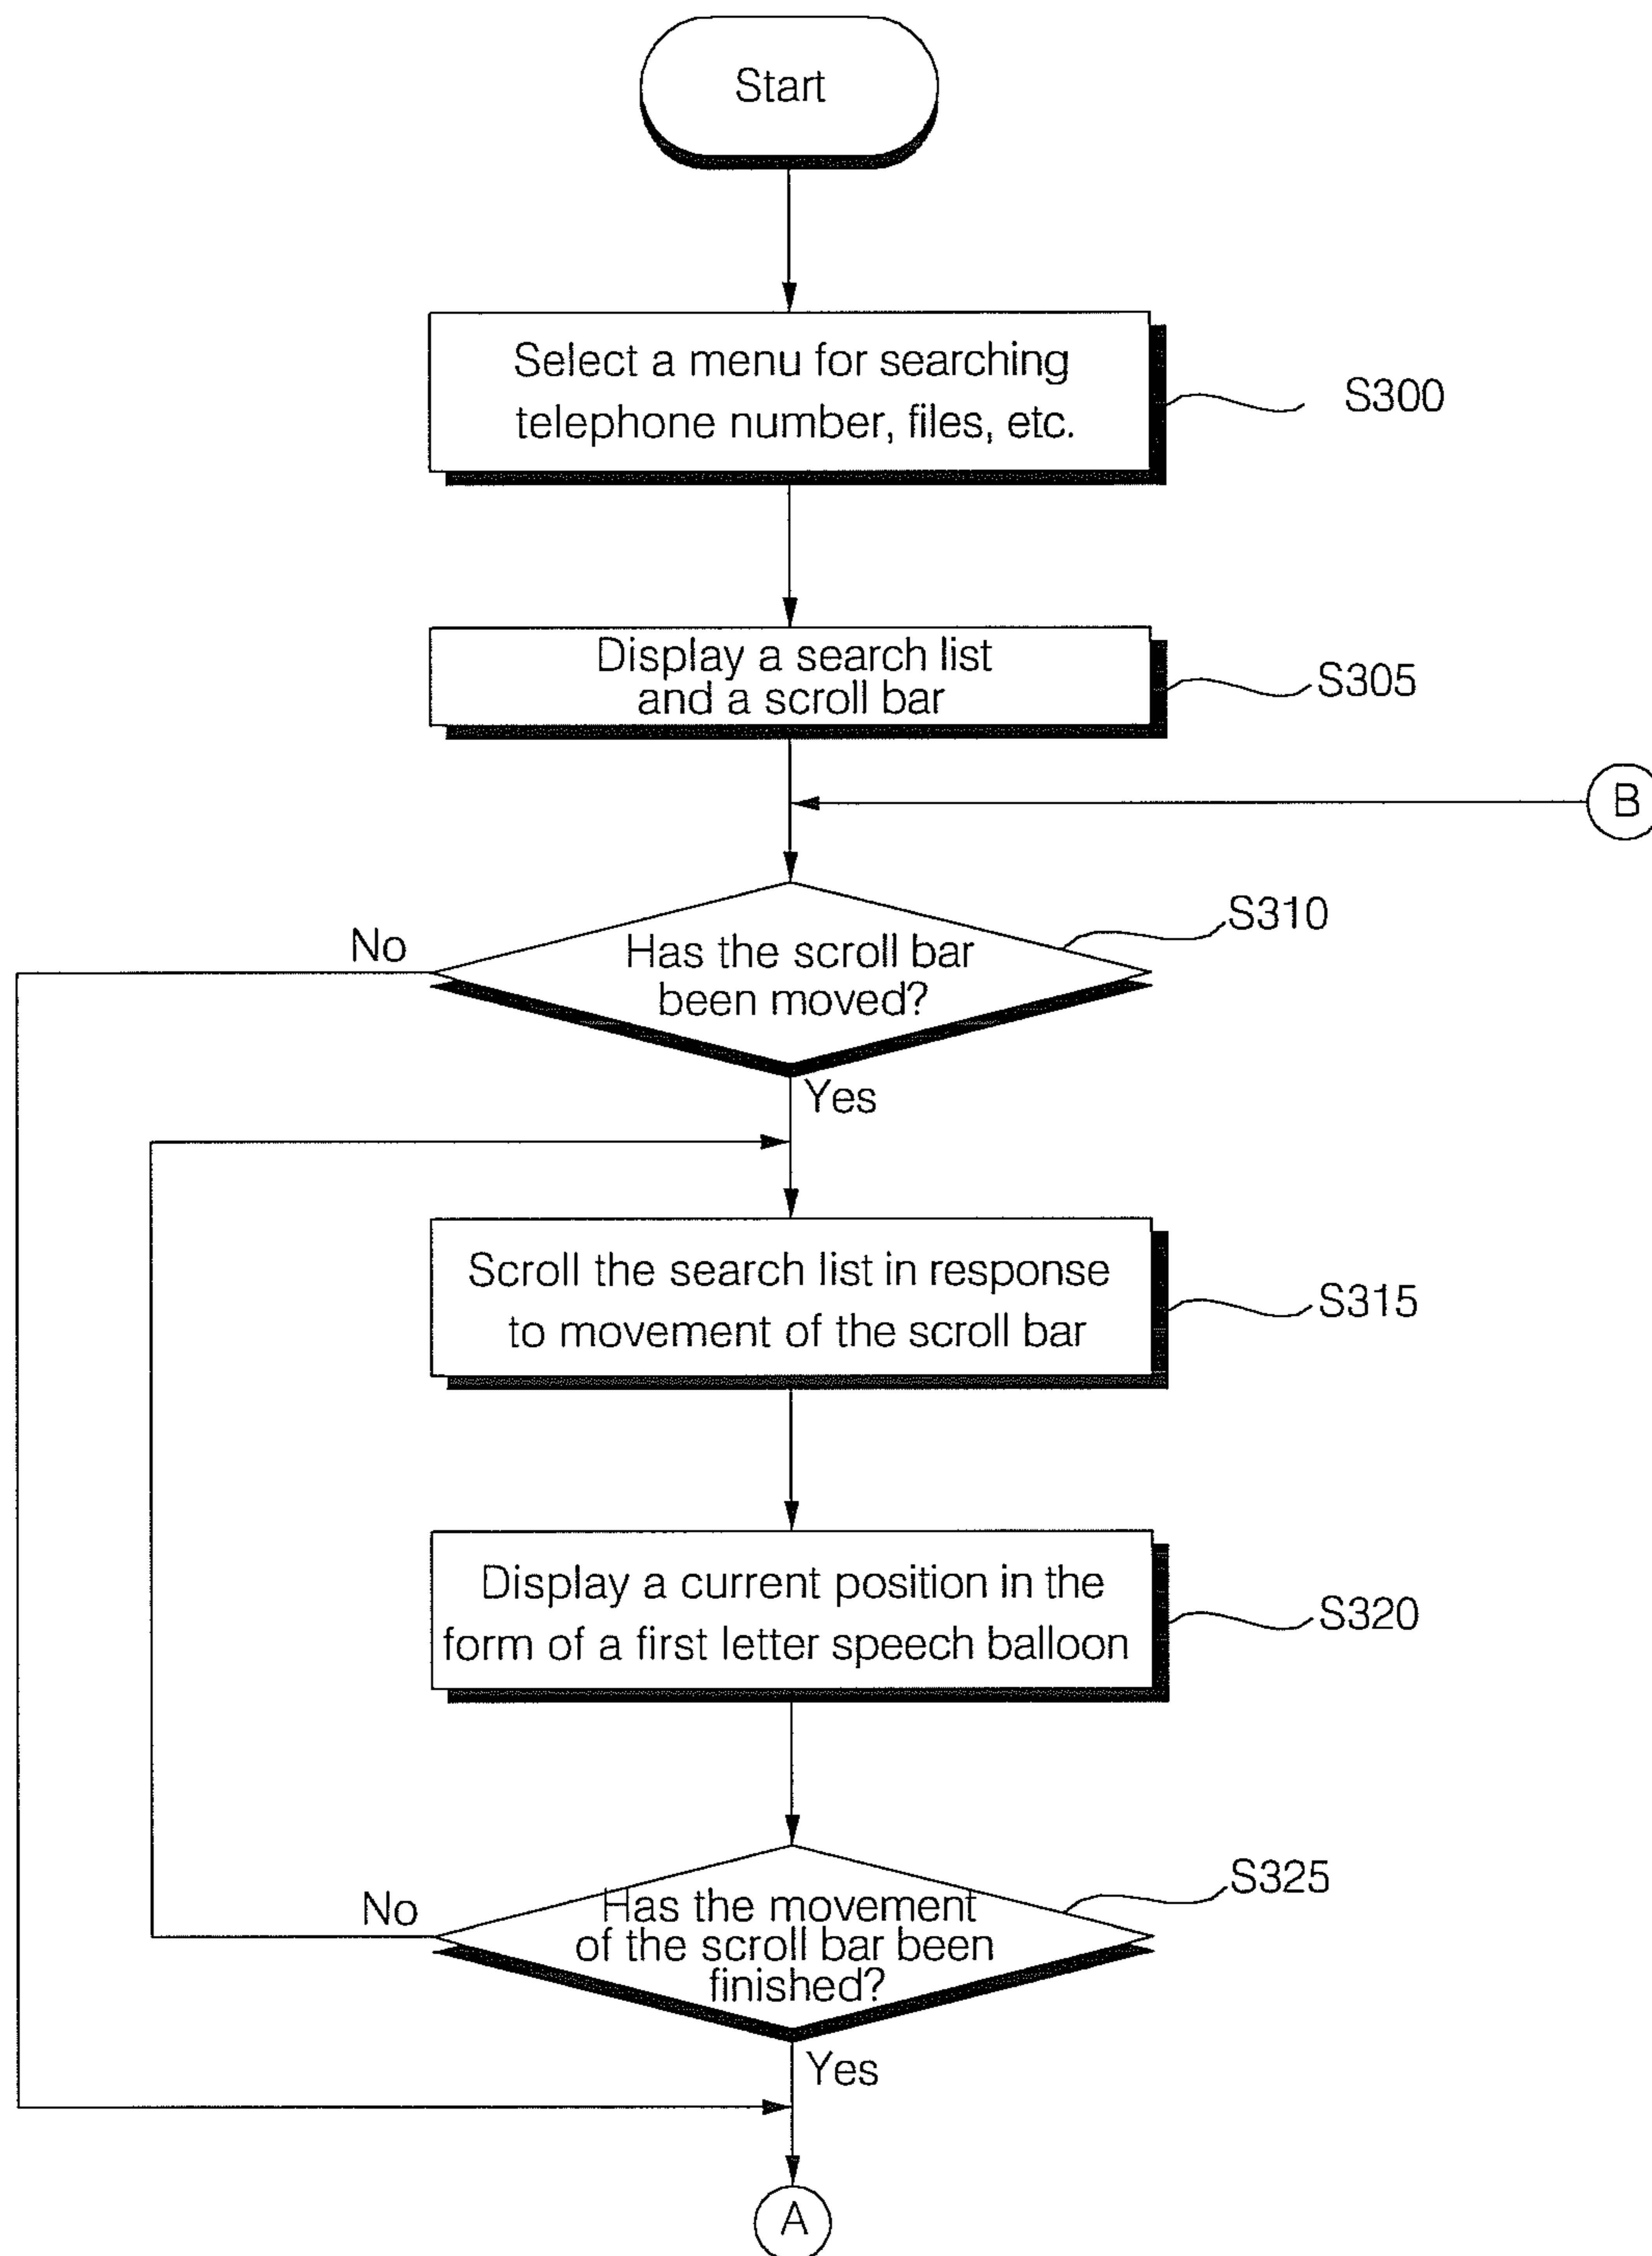 Start
Select a menu for searching
telephone number, files, etc.
S300
Display a search list
and a scroll bar
S305
B
S310
No
Has the scroll bar
been moved?
Yes
Scroll the search list in response
to movement of the scroll bar
S315
Display a current position in the
form of a first letter speech balloon
S320
S325
No
Has the movement
of the scroll bar been
finished?
Yes
A